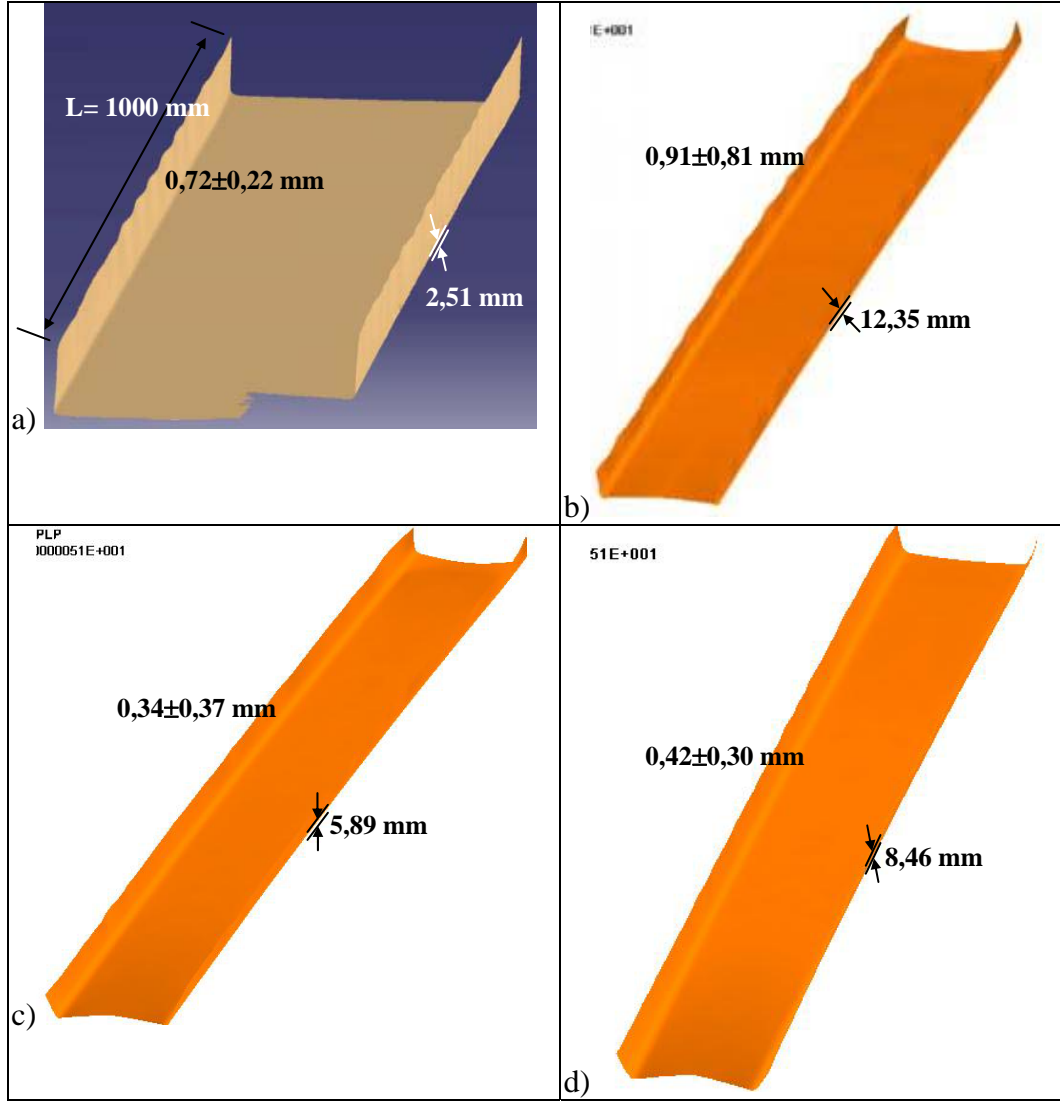 L= 1000 mm
0,72±0,22 mm
2,51 mm
a)
E+001
0,91±0,81 mm
12,35 mm
b)
PLP
0000051E+001
0,34±0,37 mm
5,89 mm
c)
51E+001
0,42±0,30 mm
8,46 mm
d)